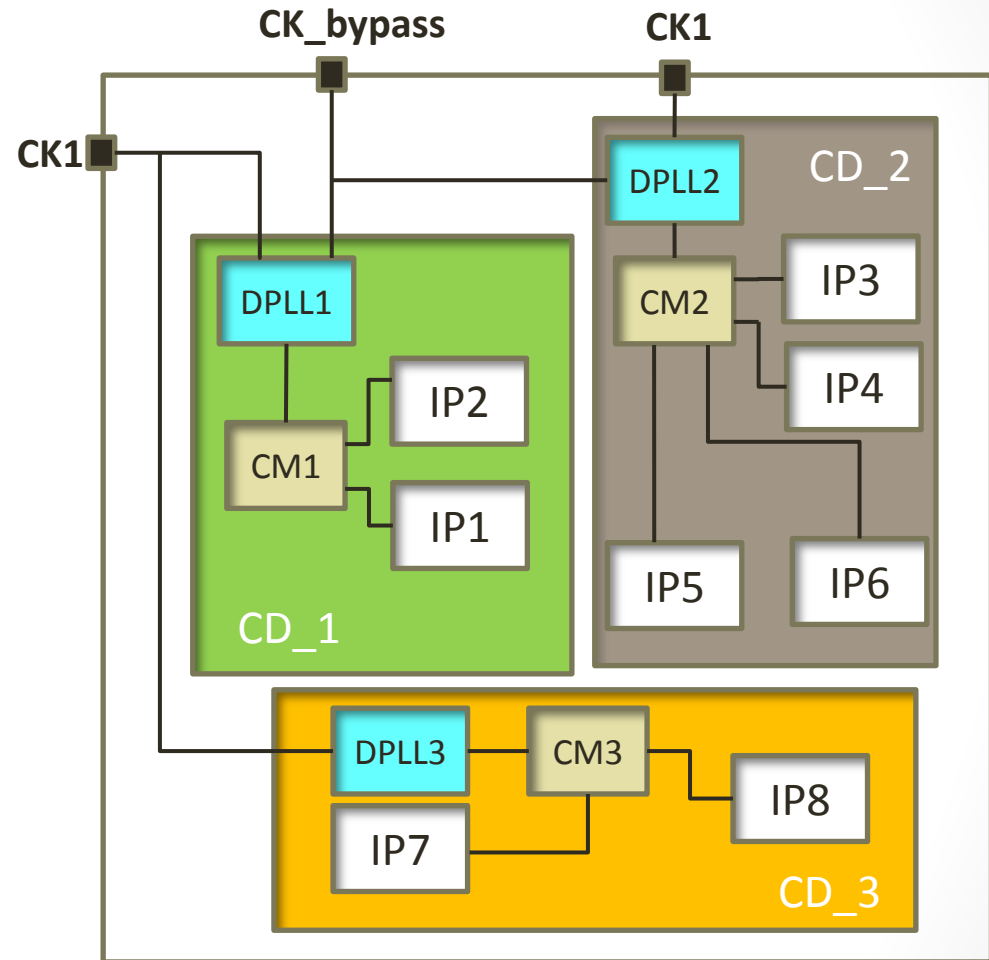 CK_bypass
CK1
CK1
DPLL2
CD_2
DPLL1
CM2
IP3
IP4
IP2
CM1
IP1
IP5
IP6
CD_1
DPLL3
CM3
IP8
IP7
CD_3